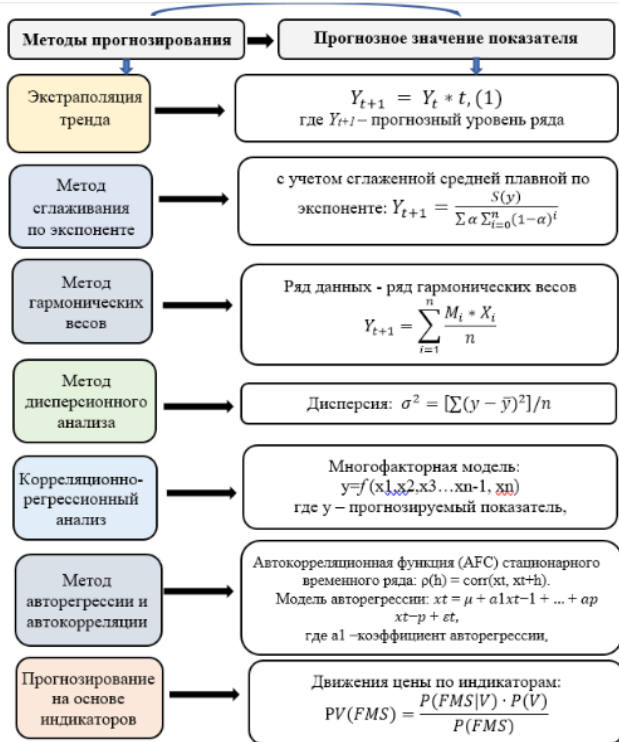 Методы прогнозирования
Прогнозное значение показателя
Экстраполяция
тренда
Y_{t+1} = Y_t * t, (1)
где Y_{t+1} – прогнозный уровень ряда
Метод
сглаживания
по экспоненте
с учетом сглаженной средней плавной по
экспоненте: Y_{t+1} = S(y) / (∑ α ∑_{i=0}^{n} (1−α)^i)
Метод
гармонических
весов
Ряд данных - ряд гармонических весов
Y_{t+1} = ∑_{i=1}^{n} (M_i * X_i) / n
Метод
дисперсионного
анализа
Дисперсия: σ² = [∑(y − ȳ)²]/n
Корреляционно-
регрессионный
анализ
Многофакторная модель:
y=f (x1,x2,x3…xn-1, xn)
где y – прогнозируемый показатель,
Метод
авторегрессии и
автокорреляции
Автокорреляционная функция (AFC) стационарного
временного ряда: ρ(h) = corr(xt, xt+h).
Модель авторегрессии: xt = μ + a1xt−1 + ... + ap
xt−p + εt,
где a1 –коэффициент авторегрессии,
Прогнозирование
на основе
индикаторов
Движения цены по индикаторам:
PV(FMS) = (P(FMS|V) · P(V)) / P(FMS)